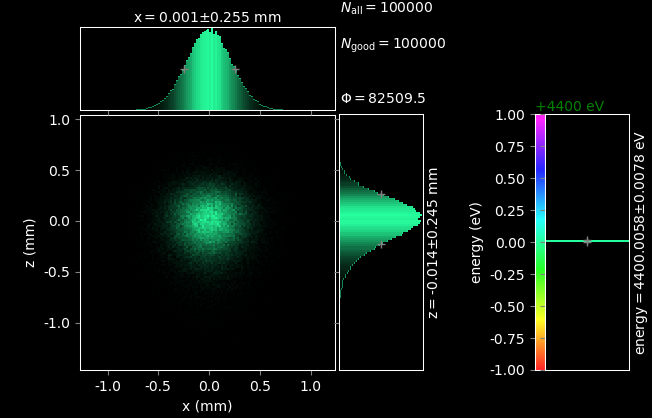 x = 0.001±0.255 mm
N_all = 100000
N_good = 100000
Φ = 82509.5
+4400 eV
1.0
0.5
0.0
-0.5
-1.0
z (mm)
-1.0
-0.5
0.0
0.5
1.0
x (mm)
z = -0.014±0.245 mm
energy (eV)
1.00
0.75
0.50
0.25
0.00
-0.25
-0.50
-0.75
-1.00
energy = 4400.0058±0.0078 eV